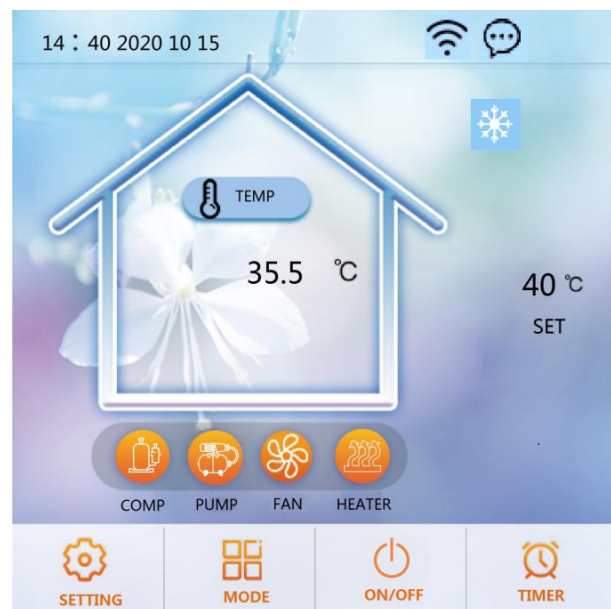 14：40 2020 10 15
TEMP
35.5 ℃
40 ℃
SET
COMP PUMP FAN HEATER
SETTING MODE ON/OFF TIMER